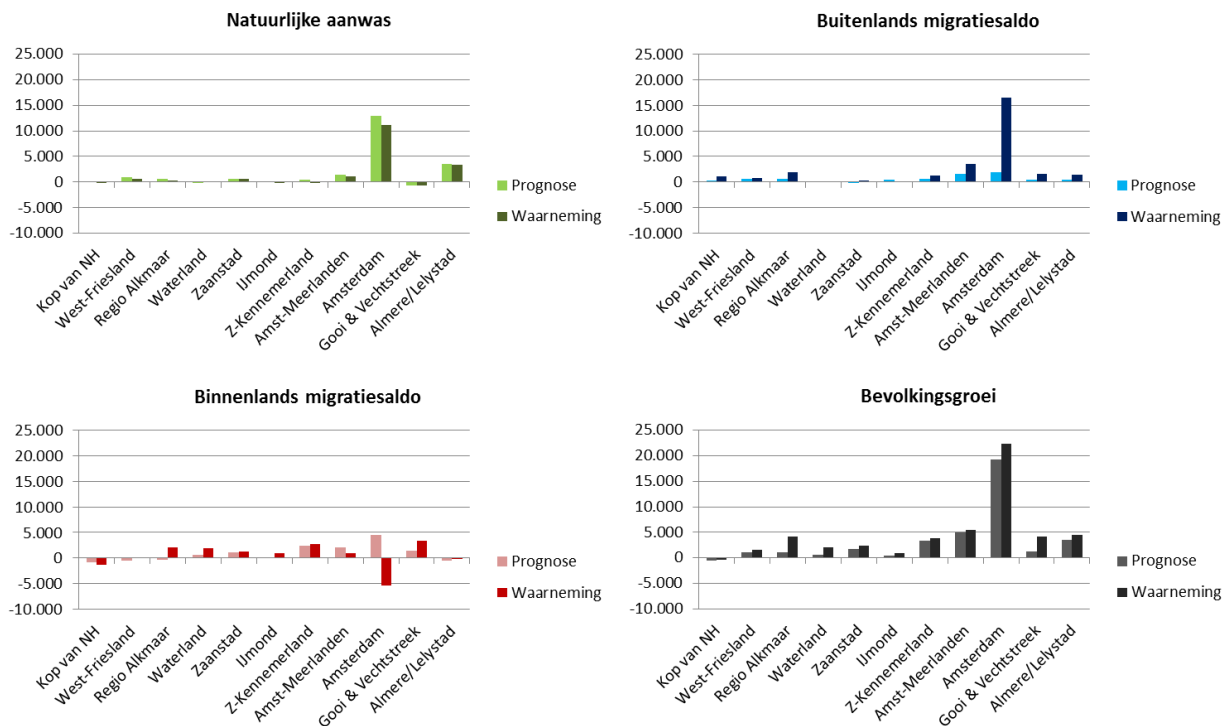 Natuurlijke aanwas
25.000
20.000
15.000
10.000
5.000
0
-5.000
-10.000
Kop van NH
West-Friesland
Regio Alkmaar
Waterland
Zaanstad
IJmond
Z-Kennemerland
Amst-Meerlanden
Amsterdam
Gooi & Vechtstreek
Almere/Lelystad
Prognose
Waarneming
Buitenlands migratiesaldo
25.000
20.000
15.000
10.000
5.000
0
-5.000
-10.000
Kop van NH
West-Friesland
Regio Alkmaar
Waterland
Zaanstad
IJmond
Z-Kennemerland
Amst-Meerlanden
Amsterdam
Gooi & Vechtstreek
Almere/Lelystad
Prognose
Waarneming
Binnenlands migratiesaldo
25.000
20.000
15.000
10.000
5.000
0
-5.000
-10.000
Kop van NH
West-Friesland
Regio Alkmaar
Waterland
Zaanstad
IJmond
Z-Kennemerland
Amst-Meerlanden
Amsterdam
Gooi & Vechtstreek
Almere/Lelystad
Prognose
Waarneming
Bevolkingsgroei
25.000
20.000
15.000
10.000
5.000
0
-5.000
-10.000
Kop van NH
West-Friesland
Regio Alkmaar
Waterland
Zaanstad
IJmond
Z-Kennemerland
Amst-Meerlanden
Amsterdam
Gooi & Vechtstreek
Almere/Lelystad
Prognose
Waarneming